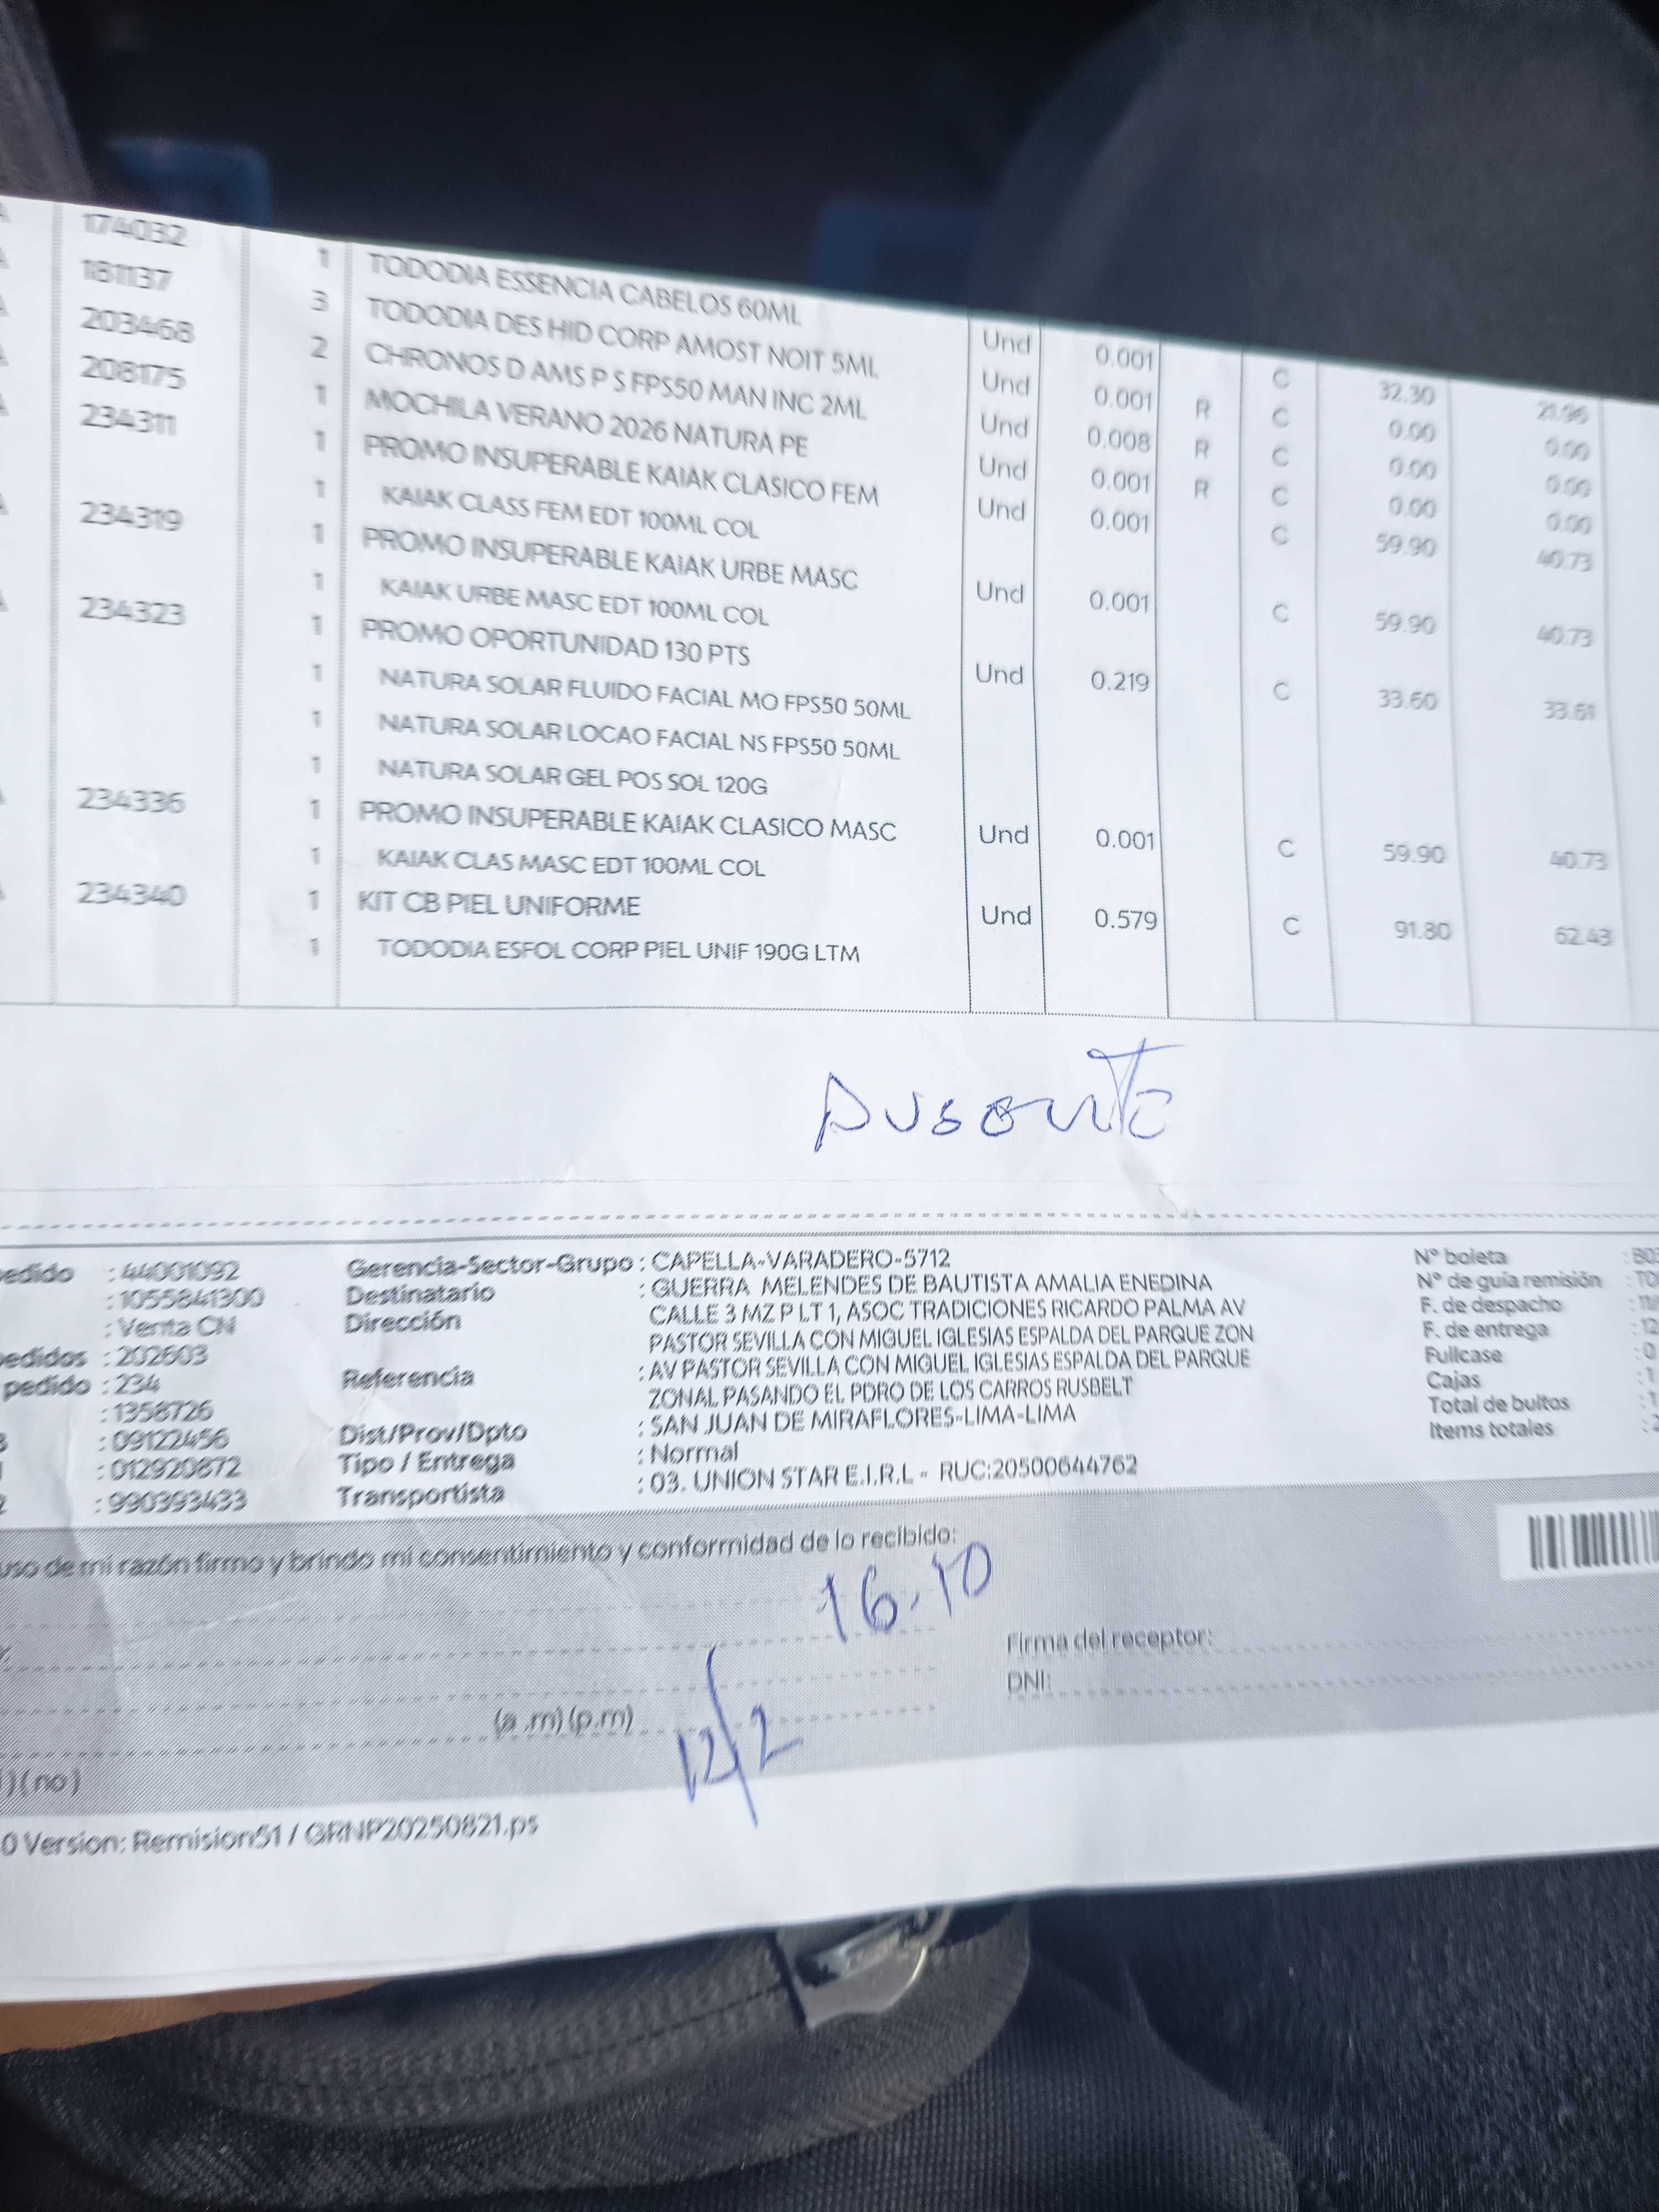 174032 1 TODODIA ESSENCIA CABELOS 60ML Und 0.001 C 32.30 21.96
181137 3 TODODIA DES HID CORP AMOST NOIT 5ML Und 0.001 R C 0.00 0.00
203468 2 CHRONOS D AMS P S FPS50 MAN INC 2ML Und 0.008 R C 0.00 0.00
208175 1 MOCHILA VERANO 2026 NATURA PE Und 0.001 R C 0.00 0.00
234311 1 PROMO INSUPERABLE KAIAK CLASICO FEM Und 0.001 C 59.90 40.73
1 KAIAK CLASS FEM EDT 100ML COL
234319 1 PROMO INSUPERABLE KAIAK URBE MASC Und 0.001 C 59.90 40.73
1 KAIAK URBE MASC EDT 100ML COL
234323 1 PROMO OPORTUNIDAD 130 PTS Und 0.219 C 33.60 33.61
1 NATURA SOLAR FLUIDO FACIAL MO FPS50 50ML
1 NATURA SOLAR LOCAO FACIAL NS FPS50 50ML
1 NATURA SOLAR GEL POS SOL 120G
234336 1 PROMO INSUPERABLE KAIAK CLASICO MASC Und 0.001 C 59.90 40.73
1 KAIAK CLAS MASC EDT 100ML COL
234340 1 KIT CB PIEL UNIFORME Und 0.579 C 91.80 62.43
1 TODODIA ESFOL CORP PIEL UNIF 190G LTM
AUSENTE
edido : 44001092
: 1055841300
: Venta CN
edidos : 202603
pedido : 234
: 1358726
: 09122456
: 012920672
: 990393433
Gerencia-Sector-Grupo : CAPELLA-VARADERO-5712
Destinatario : GUERRA MELENDES DE BAUTISTA AMALIA ENEDINA
Dirección CALLE 3 MZ P LT 1, ASOC TRADICIONES RICARDO PALMA AV
PASTOR SEVILLA CON MIGUEL IGLESIAS ESPALDA DEL PARQUE ZON
Referencia : AV PASTOR SEVILLA CON MIGUEL IGLESIAS ESPALDA DEL PARQUE
ZONAL PASANDO EL PDRO DE LOS CARROS RUSBELT
Dist/Prov/Dpto : SAN JUAN DE MIRAFLORES-LIMA-LIMA
Tipo / Entrega : Normal
Transportista : 03. UNION STAR E.I.R.L - RUC:20500644762
N° boleta
N° de guía remisión
F. de despacho
F. de entrega
Fullcase
Cajas
Total de bultos
Items totales
uso de mi razón firmo y brindo mi consentimiento y conformidad de lo recibido:
16.10
Firma del receptor:
DNI:
(a .m) (p.m)
12/2
)(no)
0 Version: Remision51 / GRNP20250821.ps